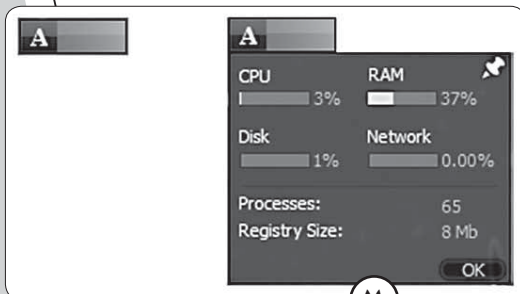 A
A
CPU RAM
3% 37%
Disk Network
1% 0.00%
Processes: 65
Registry Size: 8 Mb
OK